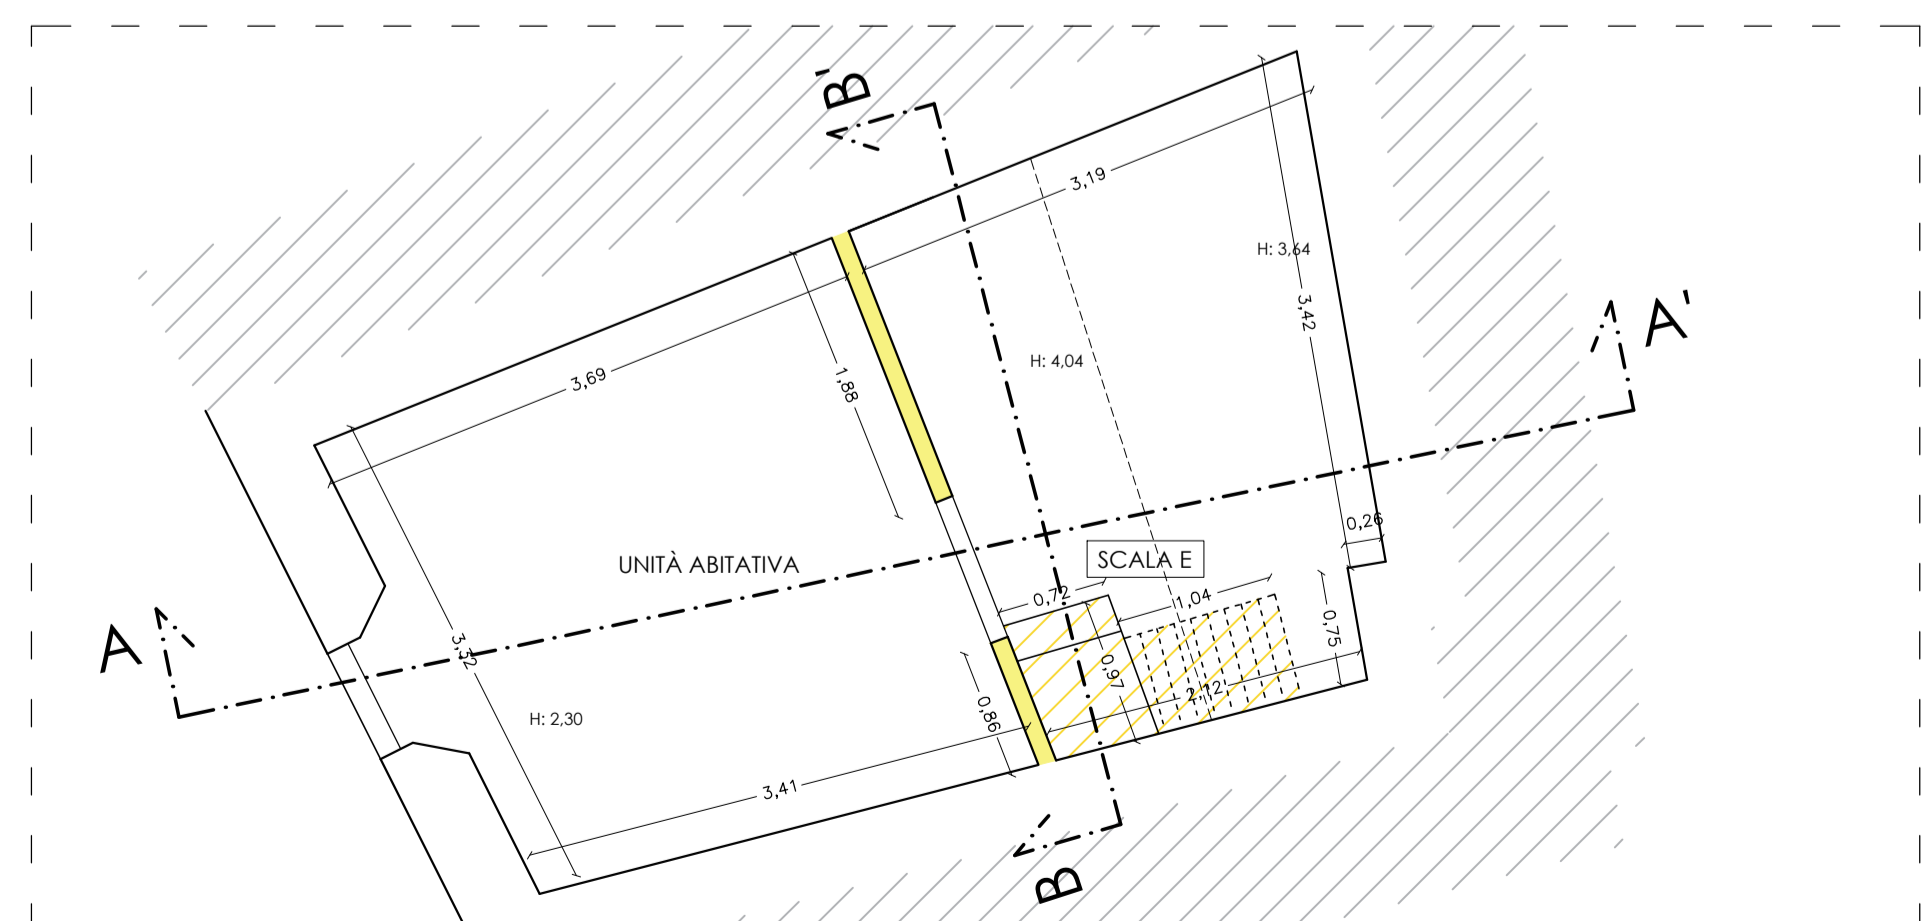 B'
3,19
H: 3,64
A'
3,42
H: 4,04
3,69
1,88
0,26
UNITÀ ABITATIVA
SCALA E
0,72
1,04
A
3,32
0,75
0,97
2,12
H: 2,30
0,86
3,41
B